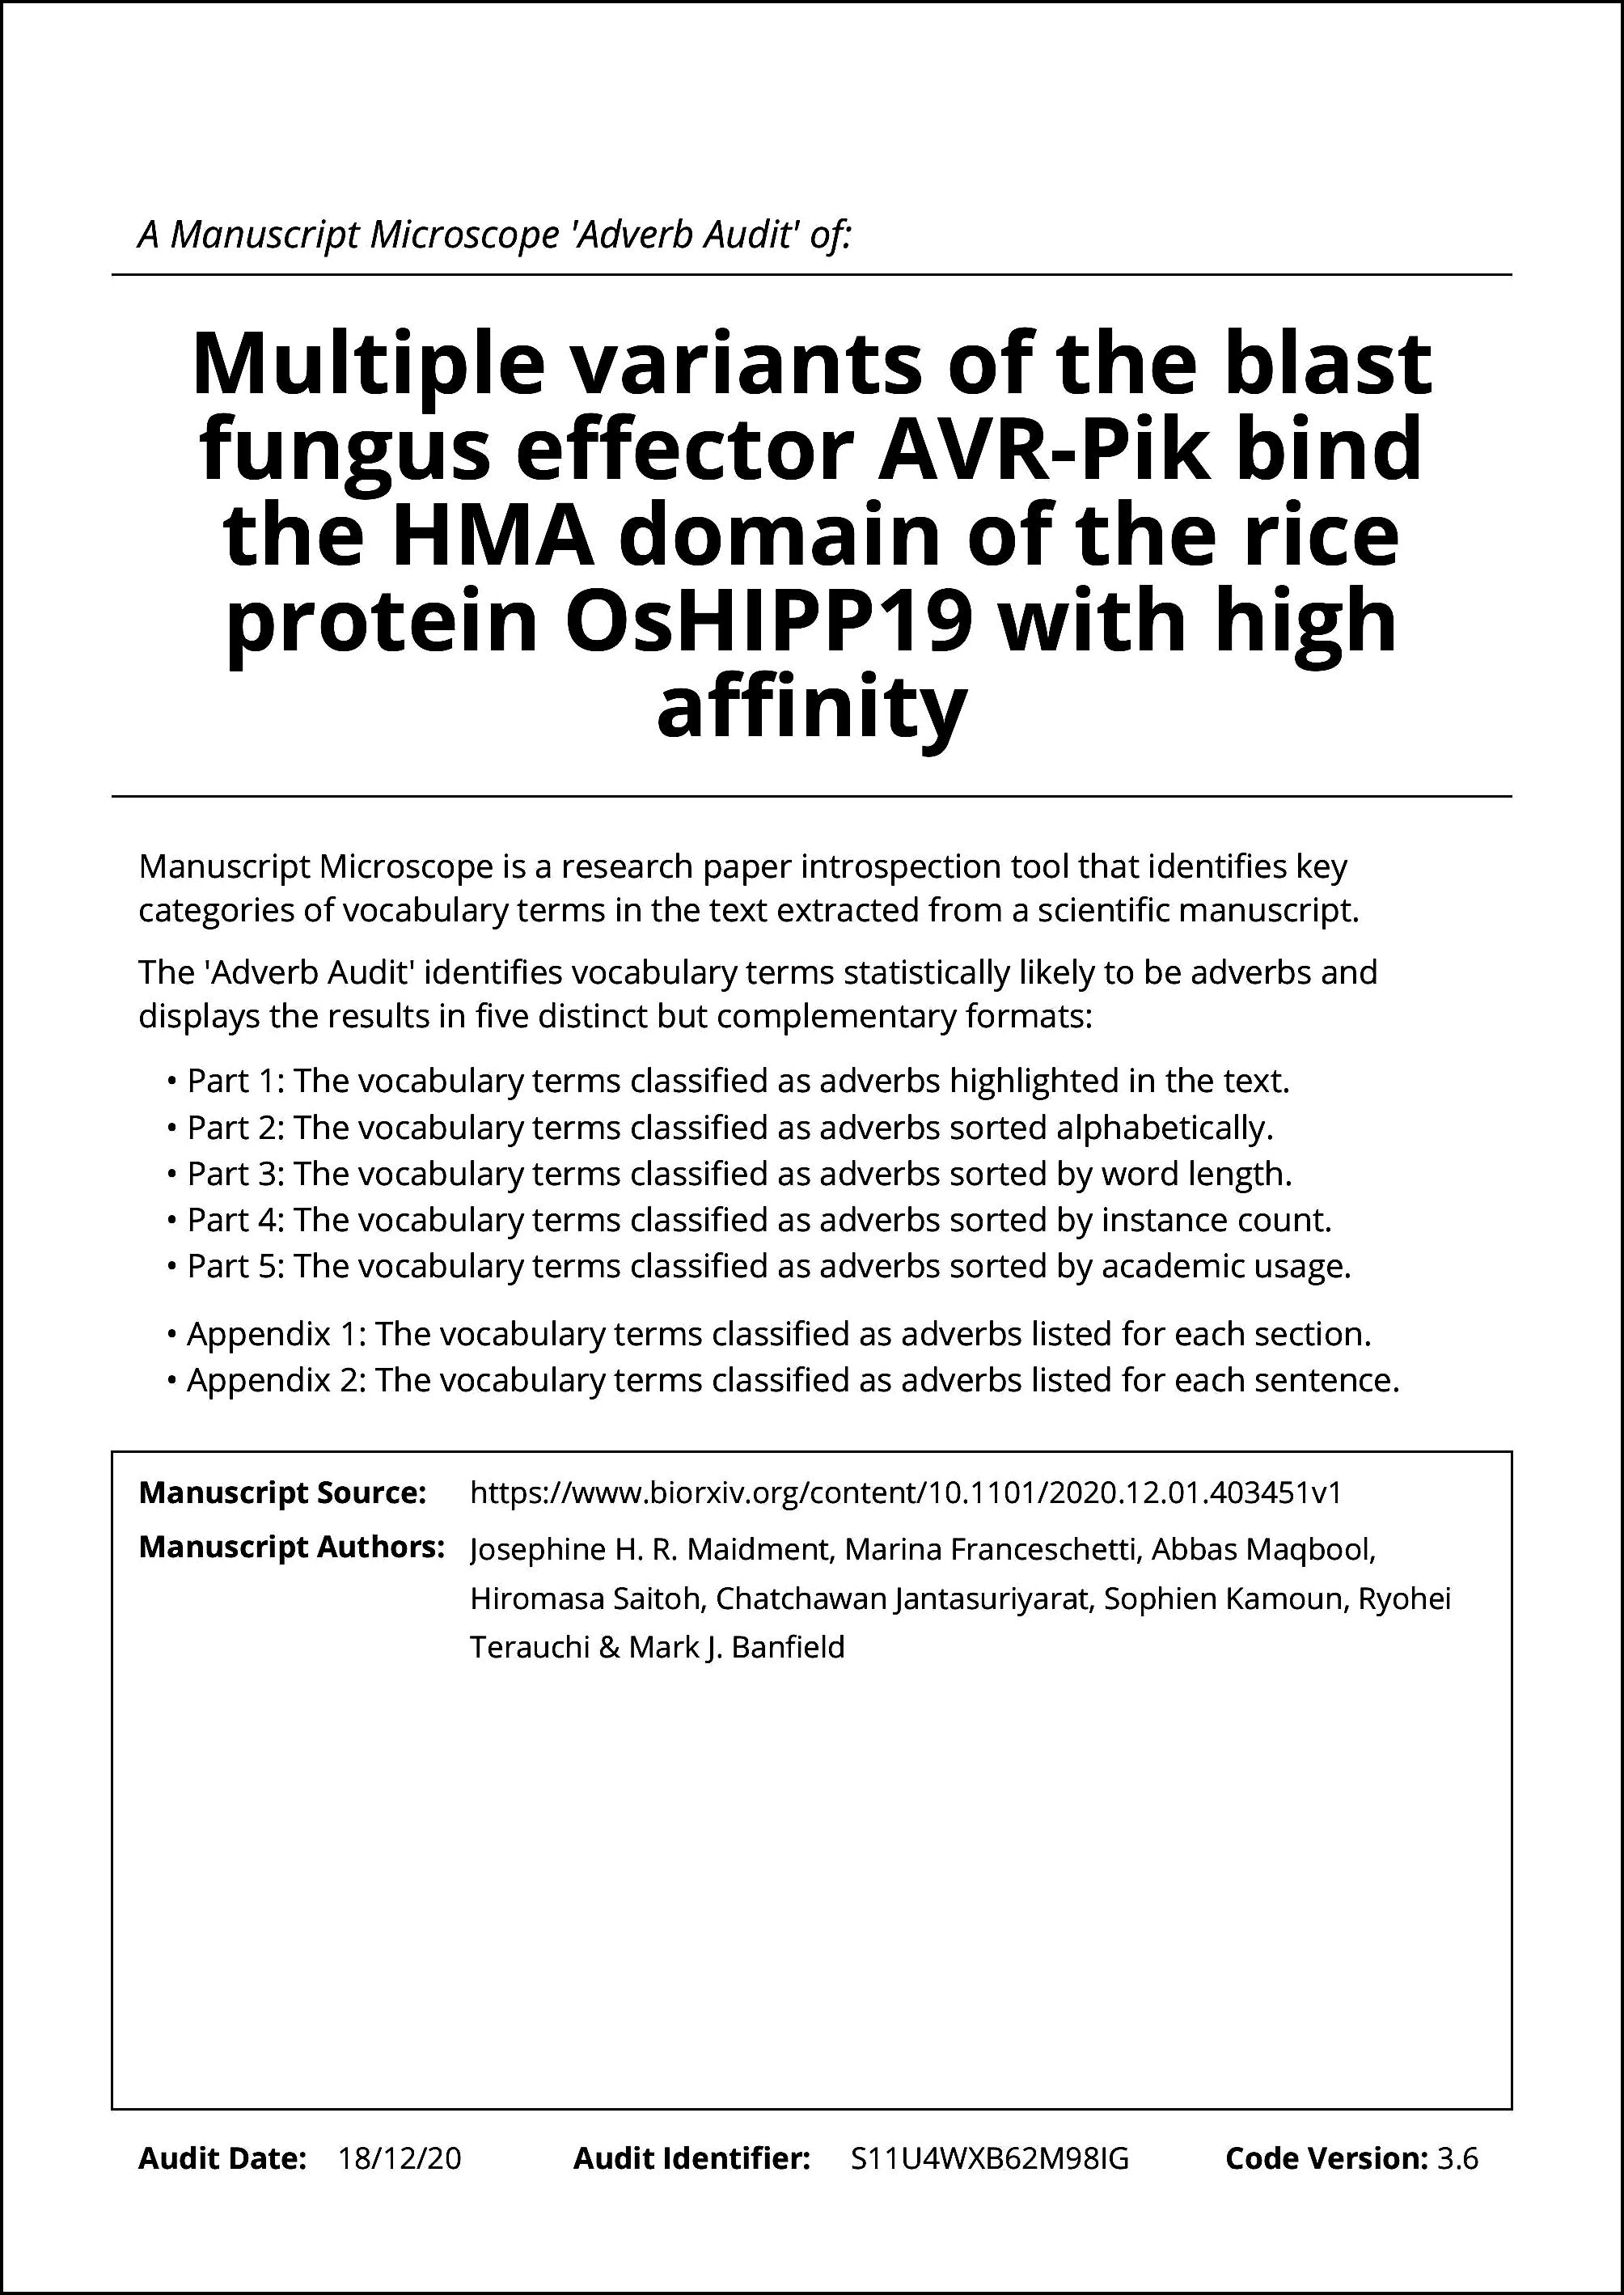 A Manuscript Microscope 'Adverb Audit' of:
Multiple variants of the blast
fungus effector AVR-Pik bind
the HMA domain of the rice
protein OsHIPP19 with high
affinity
Manuscript Microscope is a research paper introspection tool that identifies key
categories of vocabulary terms in the text extracted from a scientific manuscript.
The 'Adverb Audit' identifies vocabulary terms statistically likely to be adverbs and
displays the results in five distinct but complementary formats:
• Part 1: The vocabulary terms classified as adverbs highlighted in the text.
• Part 2: The vocabulary terms classified as adverbs sorted alphabetically.
• Part 3: The vocabulary terms classified as adverbs sorted by word length.
• Part 4: The vocabulary terms classified as adverbs sorted by instance count.
• Part 5: The vocabulary terms classified as adverbs sorted by academic usage.
• Appendix 1: The vocabulary terms classified as adverbs listed for each section.
• Appendix 2: The vocabulary terms classified as adverbs listed for each sentence.
Manuscript Source: https://www.biorxiv.org/content/10.1101/2020.12.01.403451v1
Manuscript Authors: Josephine H. R. Maidment, Marina Franceschetti, Abbas Maqbool,
Hiromasa Saitoh, Chatchawan Jantasuriyarat, Sophien Kamoun, Ryohei
Terauchi & Mark J. Banfield
Audit Date: 18/12/20 Audit Identifier: S11U4WXB62M98IG Code Version: 3.6